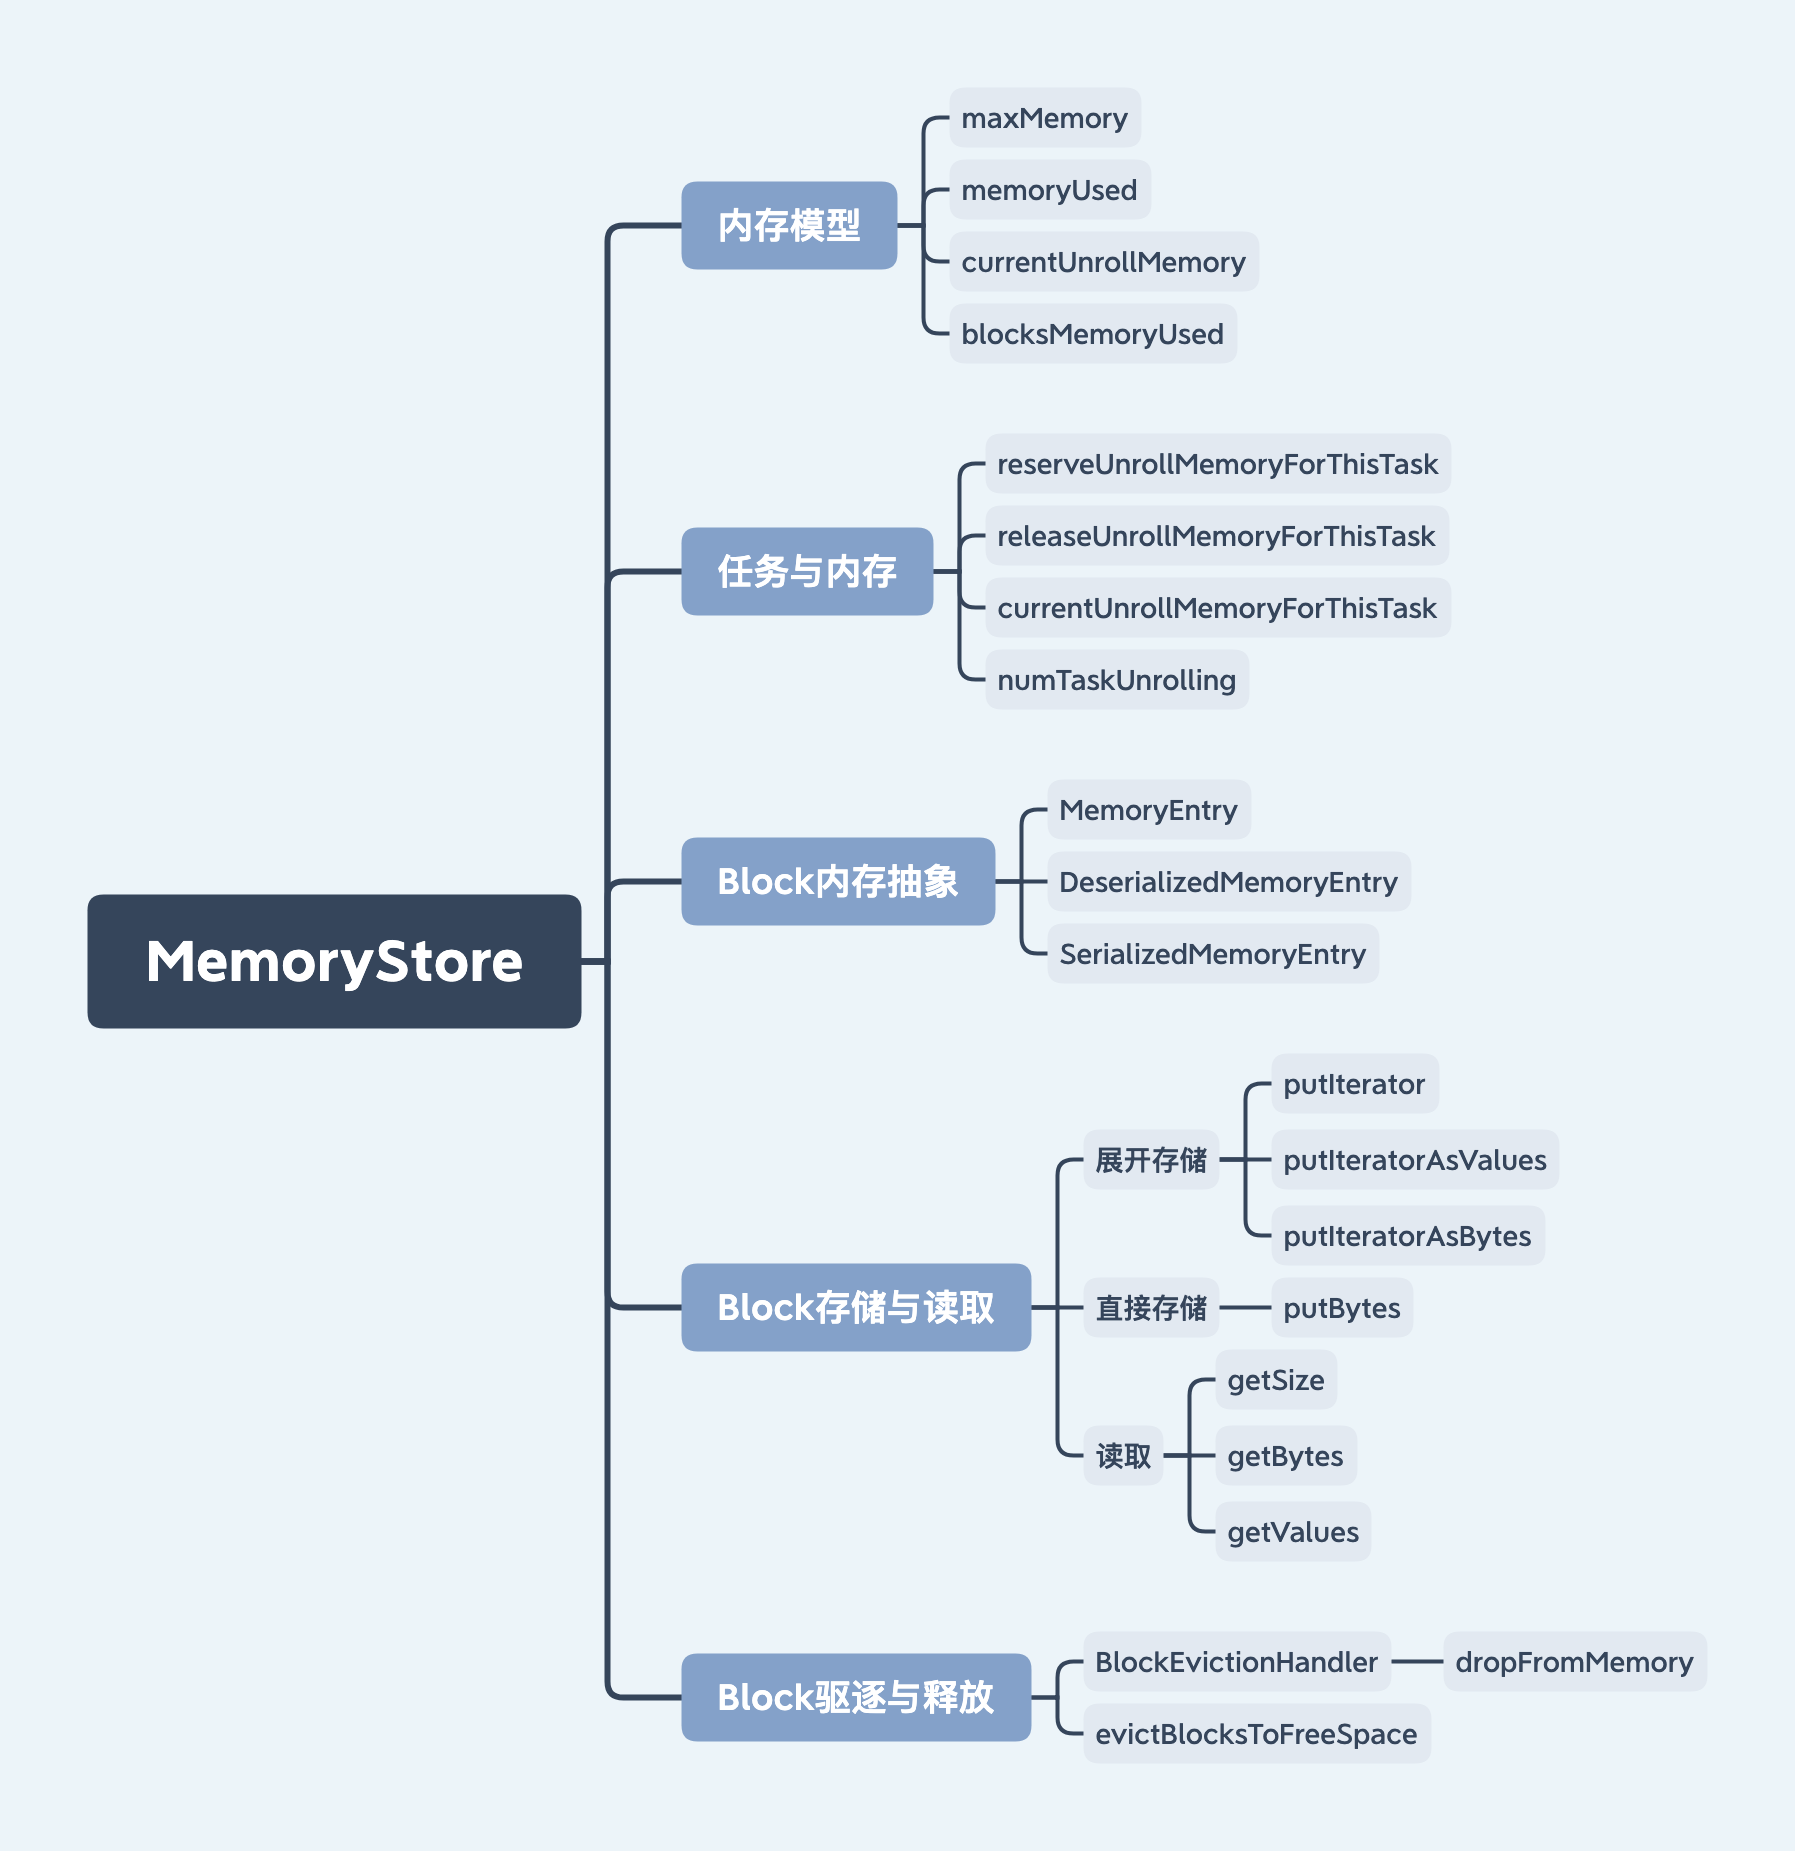 MemoryStore
内存模型
maxMemory
memoryUsed
currentUnrollMemory
blocksMemoryUsed
任务与内存
reserveUnrollMemoryForThisTask
releaseUnrollMemoryForThisTask
currentUnrollMemoryForThisTask
numTaskUnrolling
Block内存抽象
MemoryEntry
DeserializedMemoryEntry
SerializedMemoryEntry
Block存储与读取
展开存储
putIterator
putIteratorAsValues
putIteratorAsBytes
直接存储
putBytes
读取
getSize
getBytes
getValues
Block驱逐与释放
BlockEvictionHandler
dropFromMemory
evictBlocksToFreeSpace